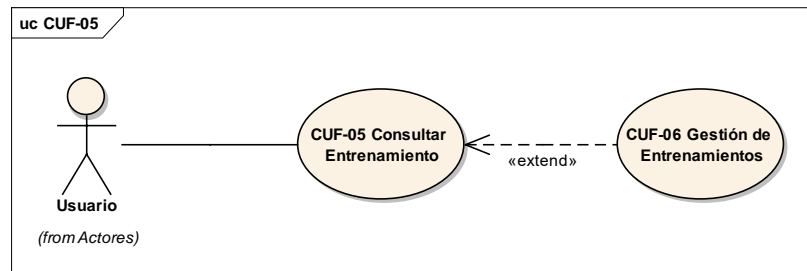 uc CUF-05
CUF-05 Consultar
Entrenamiento
CUF-06 Gestión de
Entrenamientos
«extend»
Usuario
(from Actores)